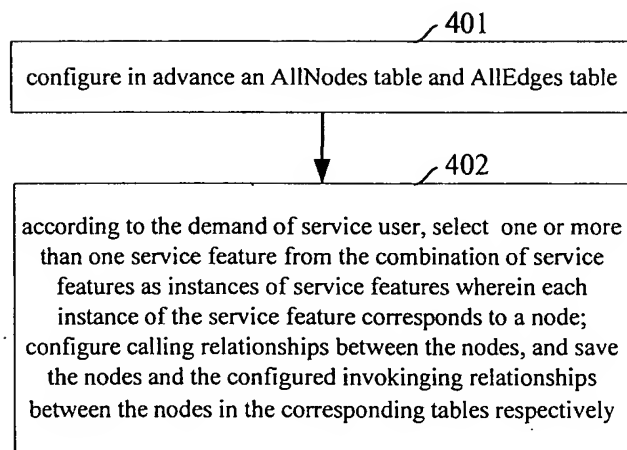 401
configure in advance an AllNodes table and AllEdges table
402
according to the demand of service user, select one or more
than one service feature from the combination of service
features as instances of service features wherein each
instance of the service feature corresponds to a node;
configure calling relationships between the nodes, and save
the nodes and the configured invokinging relationships
between the nodes in the corresponding tables respectively